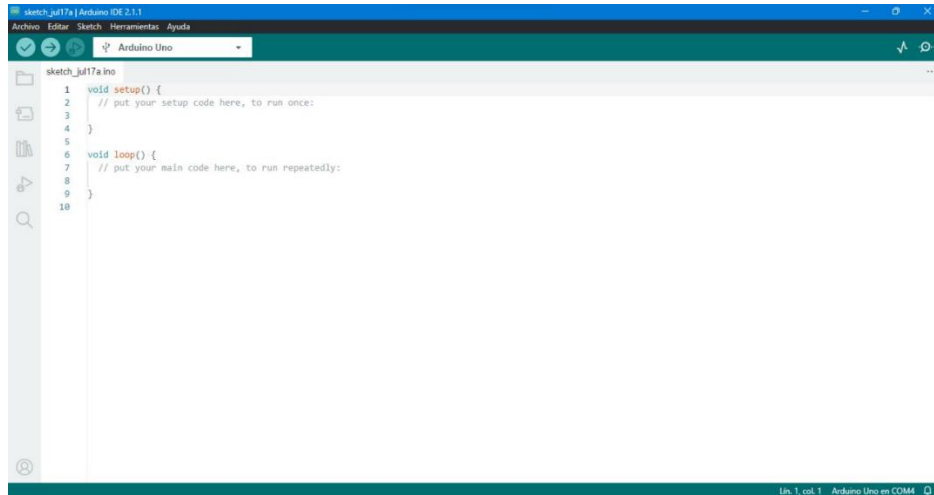 sketch_jul17a | Arduino IDE 2.1.1
Archivo Editar Sketch Herramientas Ayuda
Arduino Uno
sketch_jul17a.ino
1 void setup() {
2 // put your setup code here, to run once:
3
4 }
5
6 void loop() {
7 // put your main code here, to run repeatedly:
8
9 }
10
Lín. 1, col. 1 Arduino Uno en COM4